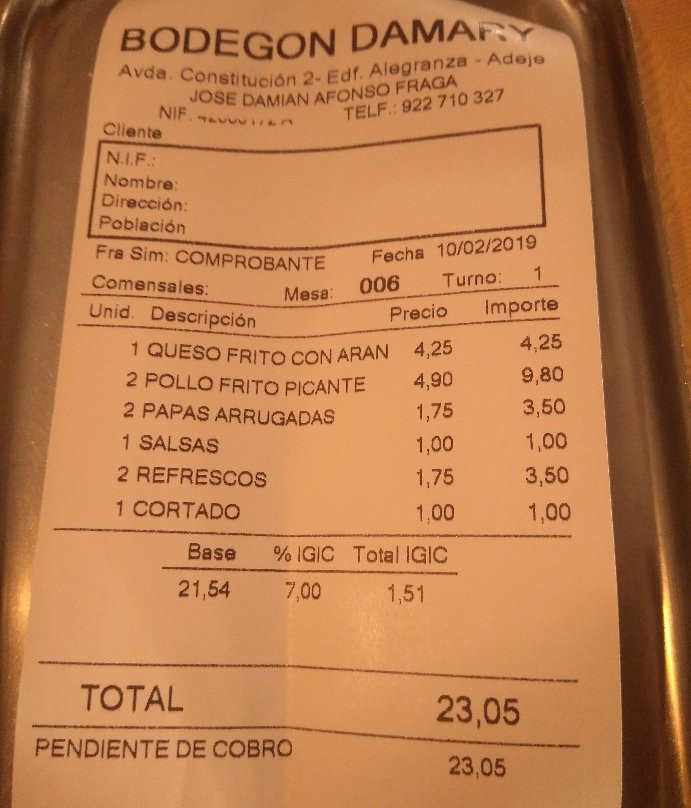 BODEGON DAMARY
Avda. Constitución 2- Edf. Alegranza - Adeje
JOSE DAMIAN AFONSO FRAGA
NIF. TELF.: 922 710 327
Cliente
N.I.F.:
Nombre:
Dirección:
Población
Fra Sim: COMPROBANTE Fecha 10/02/2019
Comensales: Mesa: 006 Turno: 1
Unid. Descripción Precio Importe
1 QUESO FRITO CON ARAN 4,25 4,25
2 POLLO FRITO PICANTE 4,90 9,80
2 PAPAS ARRUGADAS 1,75 3,50
1 SALSAS 1,00 1,00
2 REFRESCOS 1,75 3,50
1 CORTADO 1,00 1,00
Base % IGIC Total IGIC
21,54 7,00 1,51
TOTAL 23,05
PENDIENTE DE COBRO 23,05